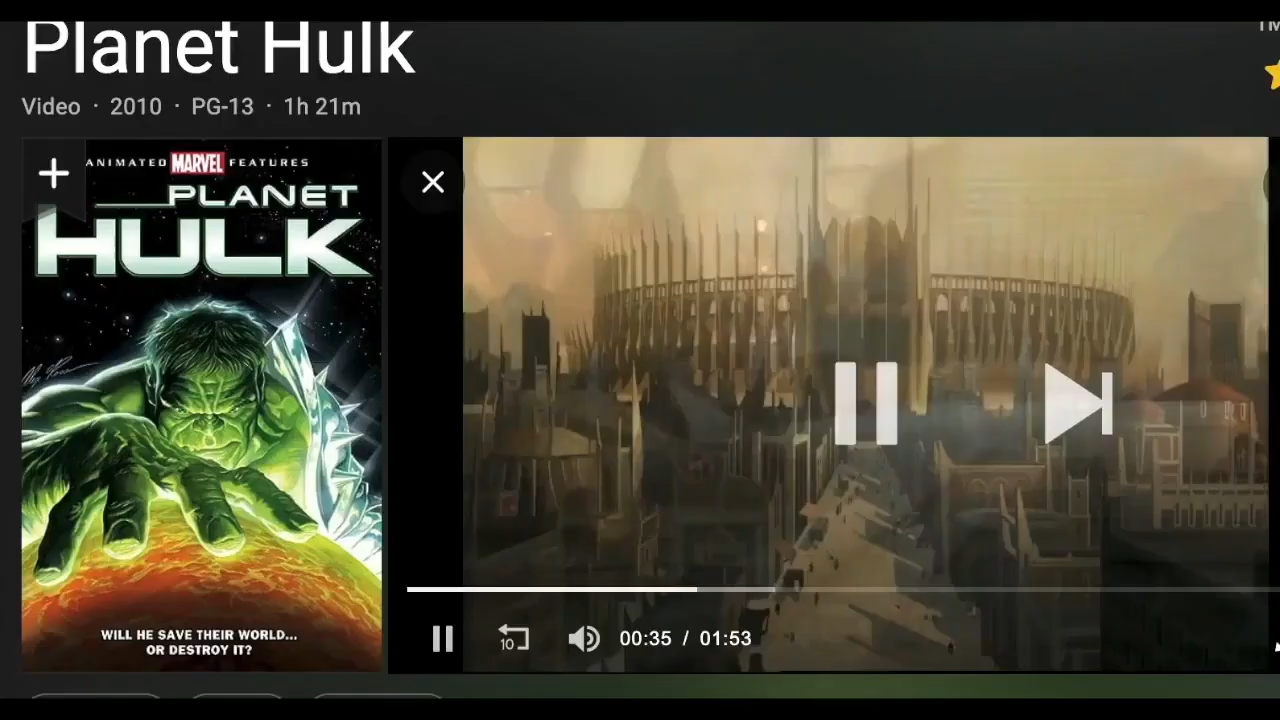 Planet Hulk
Video · 2010 · PG-13 · 1h 21m
ANIMATED MARVEL FEATURES
PLANET
HULK
WILL HE SAVE THEIR WORLD...
OR DESTROY IT?
10
00:35 / 01:53